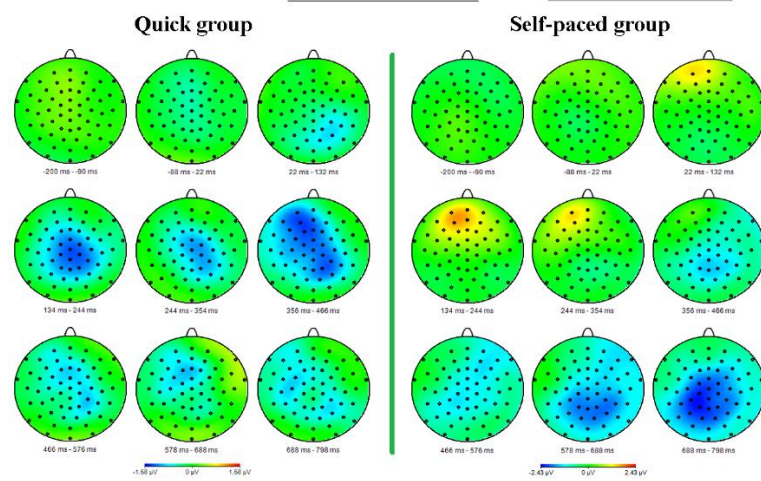 Quick group
Self-paced group
-200 ms - -90 ms
-88 ms - -22 ms
22 ms - 132 ms
-200 ms - -90 ms
-88 ms - -22 ms
22 ms - 132 ms
134 ms - 244 ms
244 ms - 354 ms
356 ms - 466 ms
134 ms - 244 ms
244 ms - 354 ms
356 ms - 466 ms
466 ms - 576 ms
578 ms - 688 ms
688 ms - 798 ms
466 ms - 576 ms
578 ms - 688 ms
688 ms - 798 ms
-1.58 µV 0 µV 1.58 µV
-2.43 µV 0 µV 2.43 µV